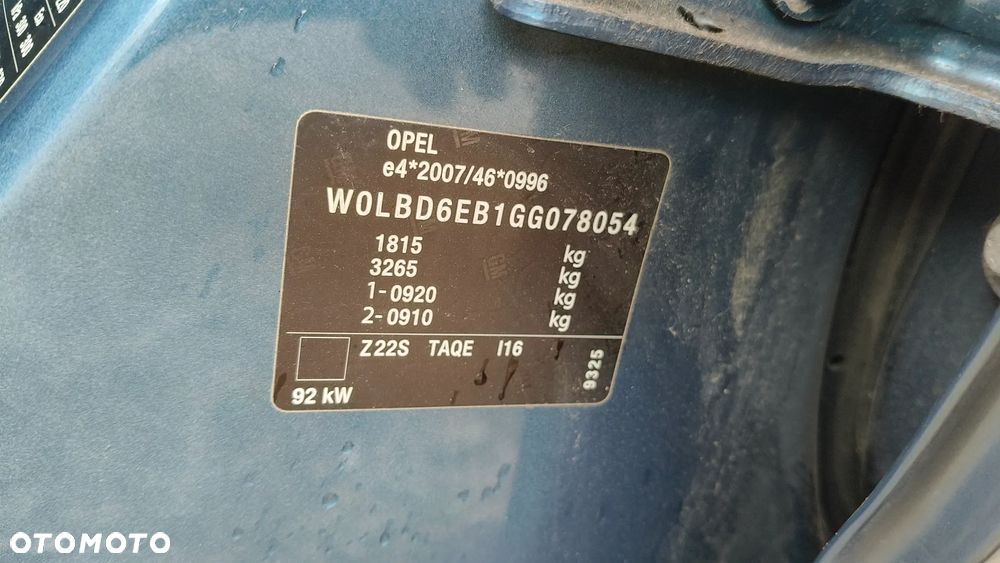 OPEL
e4*2007/46*0996
W0LBD6EB1GG078054
1815 kg
3265 kg
1-0920 kg
2-0910 kg
Z22S TAQE I16
9325
92 kW
OTOMOTO